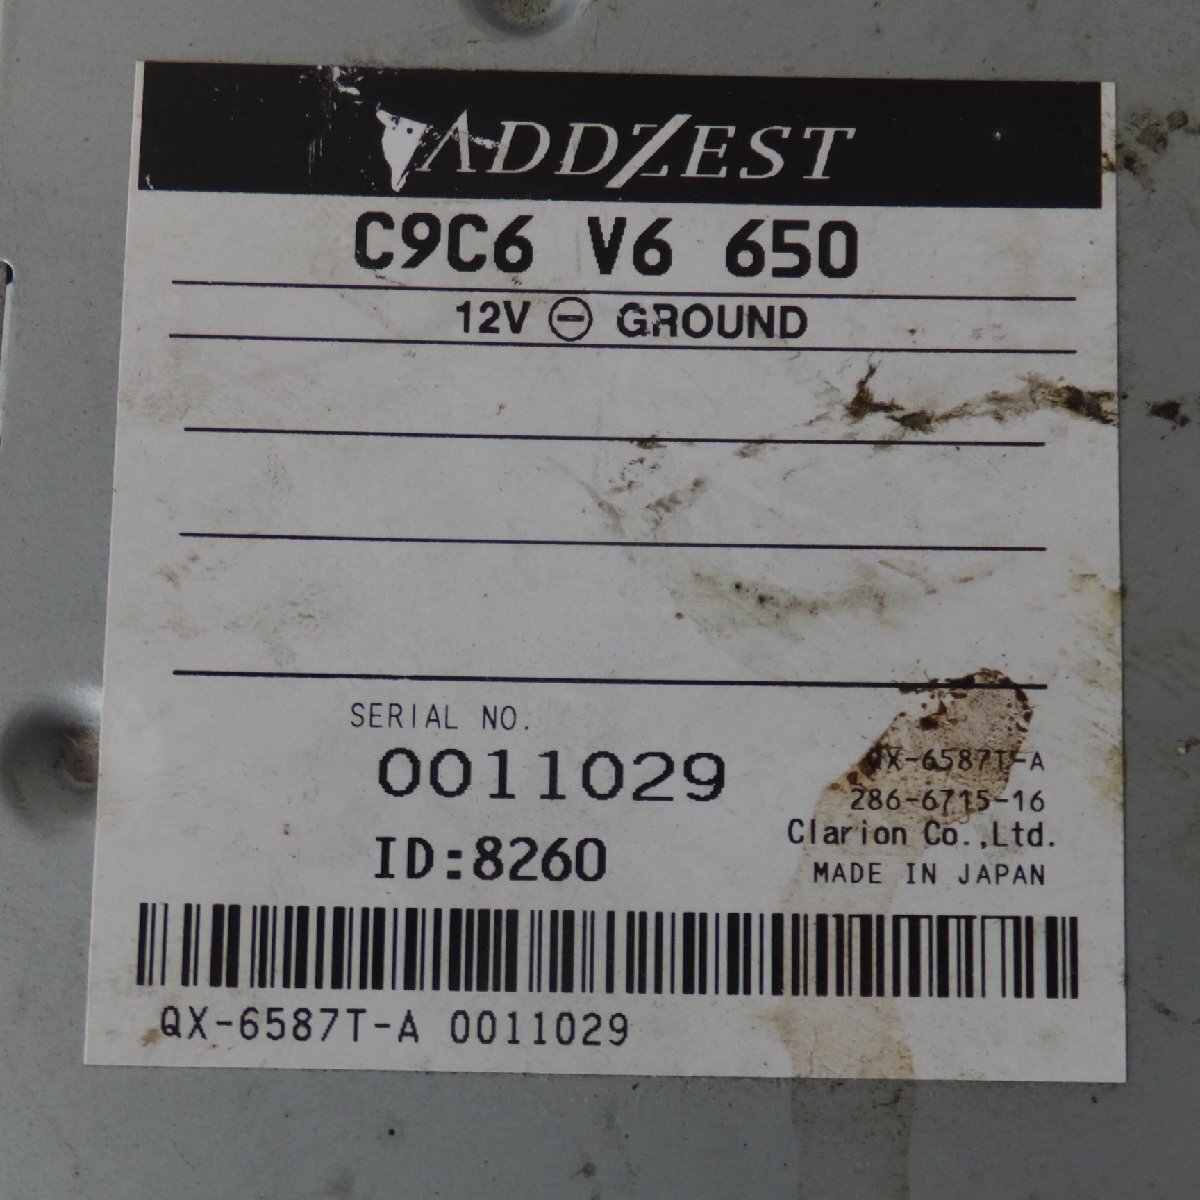 ADDZEST
C9C6 V6 650
12V ⊖ GROUND
SERIAL NO.
0011029
ID:8260
QX-6587T-A
286-6715-16
Clarion Co.,Ltd.
MADE IN JAPAN
QX-6587T-A 0011029